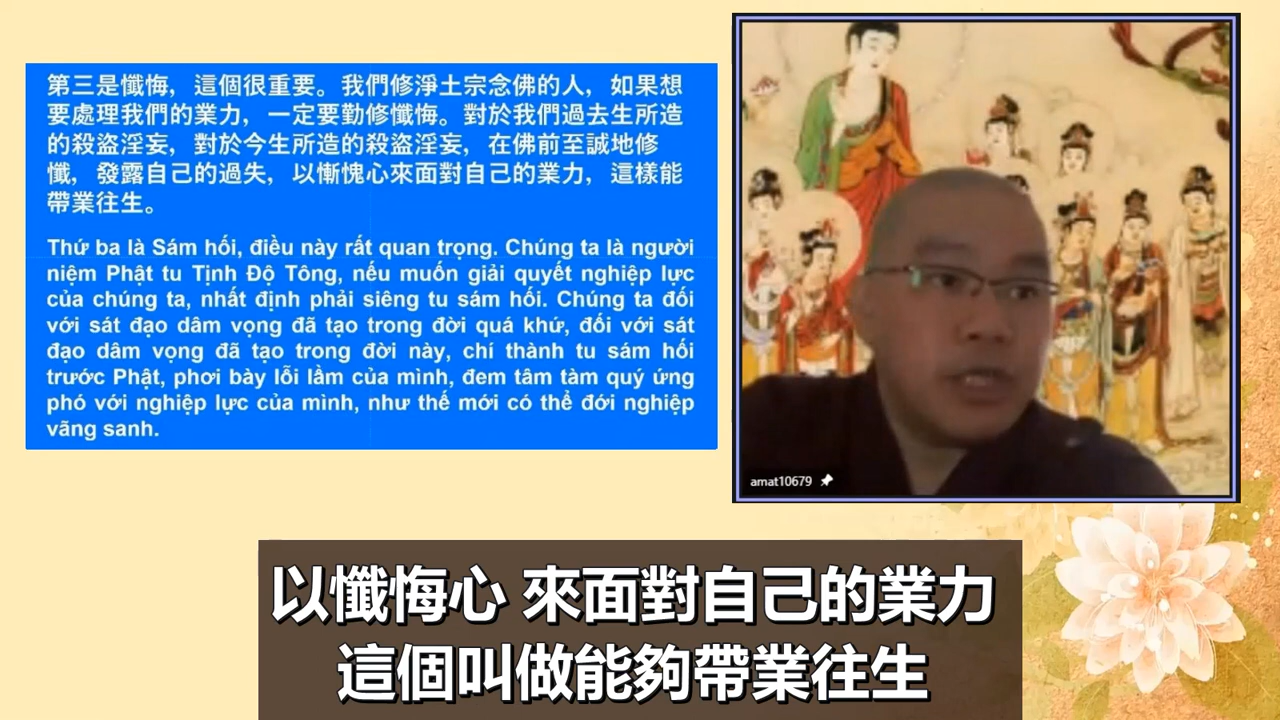 第三是懺悔，這個很重要。我們修淨土宗念佛的人，如果想
要處理我們的業力，一定要勤修懺悔。對於我們過去生所造
的殺盜淫妄，對於今生所造的殺盜淫妄，在佛前至誠地修
懺，發露自己的過失，以慚愧心來面對自己的業力，這樣能
帶業往生。
Thứ ba là Sám hối, điều này rất quan trọng. Chúng ta là người
niệm Phật tu Tịnh Độ Tông, nếu muốn giải quyết nghiệp lực
của chúng ta, nhất định phải siêng tu sám hối. Chúng ta đối
với sát đạo dâm vọng đã tạo trong đời quá khứ, đối với sát
đạo dâm vọng đã tạo trong đời này, chí thành tu sám hối
trước Phật, phơi bày lỗi lầm của mình, đem tâm tàm quý ứng
phó với nghiệp lực của mình, như thế mới có thể đới nghiệp
vãng sanh.
amat10679
以懺悔心 來面對自己的業力
這個叫做能夠帶業往生